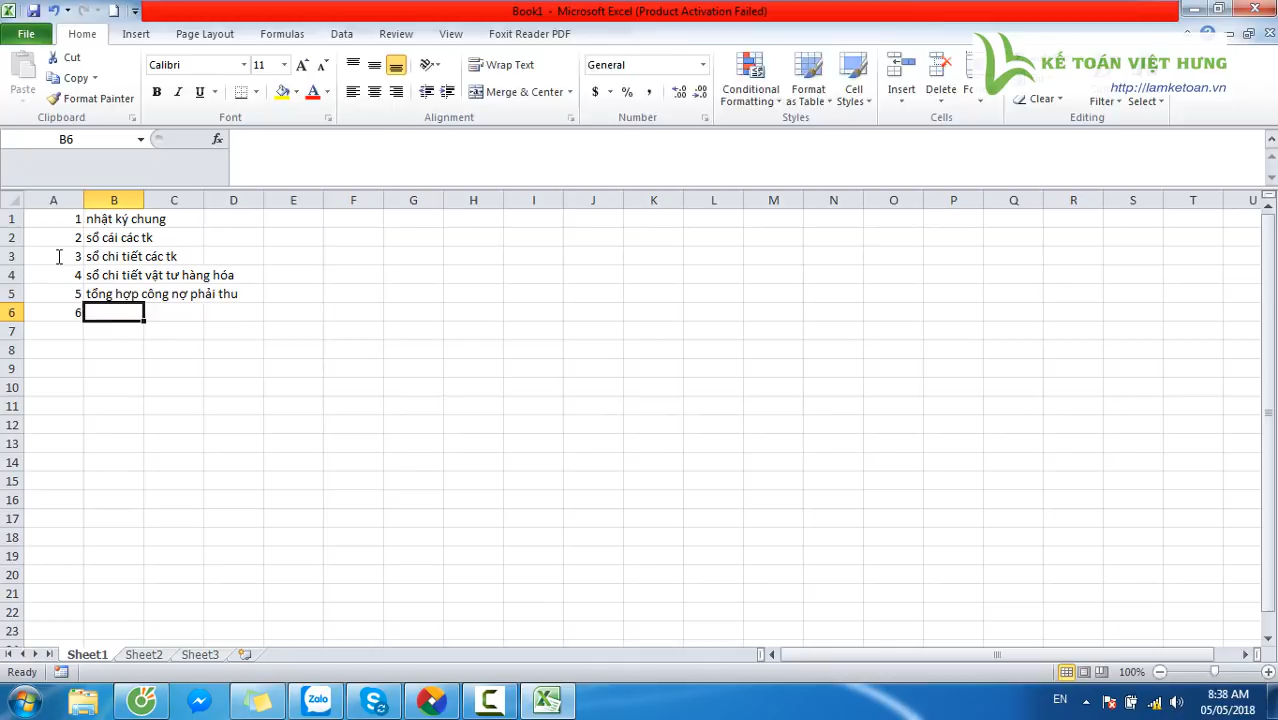 Book1 - Microsoft Excel (Product Activation Failed)
File Home Insert Page Layout Formulas Data Review View Foxit Reader PDF
KẾ TOÁN VIỆT HƯNG
http://lamketoan.vn
Paste
Cut
Copy
Format Painter
Clipboard
Calibri 11
B I U
Font
Wrap Text
Merge & Center
Alignment
General
$ % ,
Number
Conditional Formatting
Format as Table
Cell Styles
Styles
Insert Delete
Cells
Clear
Filter Select
Editing
B6 fx
A B C D E F G H I J K L M N O P Q R S T U
1 1 nhật ký chung
2 2 sổ cái các tk
3 3 sổ chi tiết các tk
4 4 sổ chi tiết vật tư hàng hóa
5 5 tổng hợp công nợ phải thu
6 6
7
8
9
10
11
12
13
14
15
16
17
18
19
20
21
22
23
Sheet1 Sheet2 Sheet3
Ready 100%
Zalo EN 8:38 AM
05/05/2018